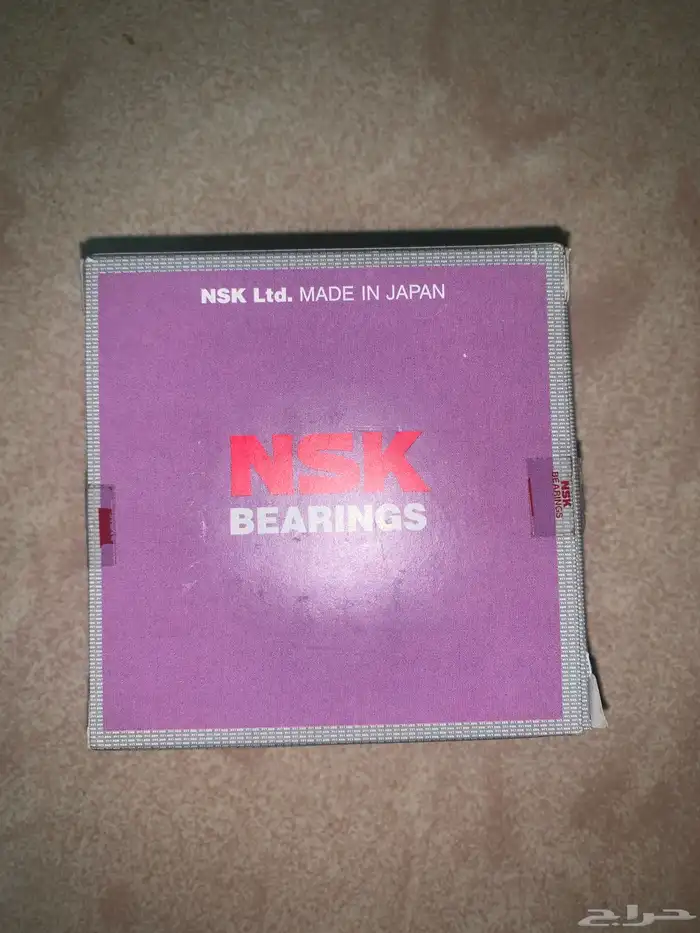 NSK Ltd. MADE IN JAPAN
NSK
BEARINGS
NSK
BEARINGS
حراج